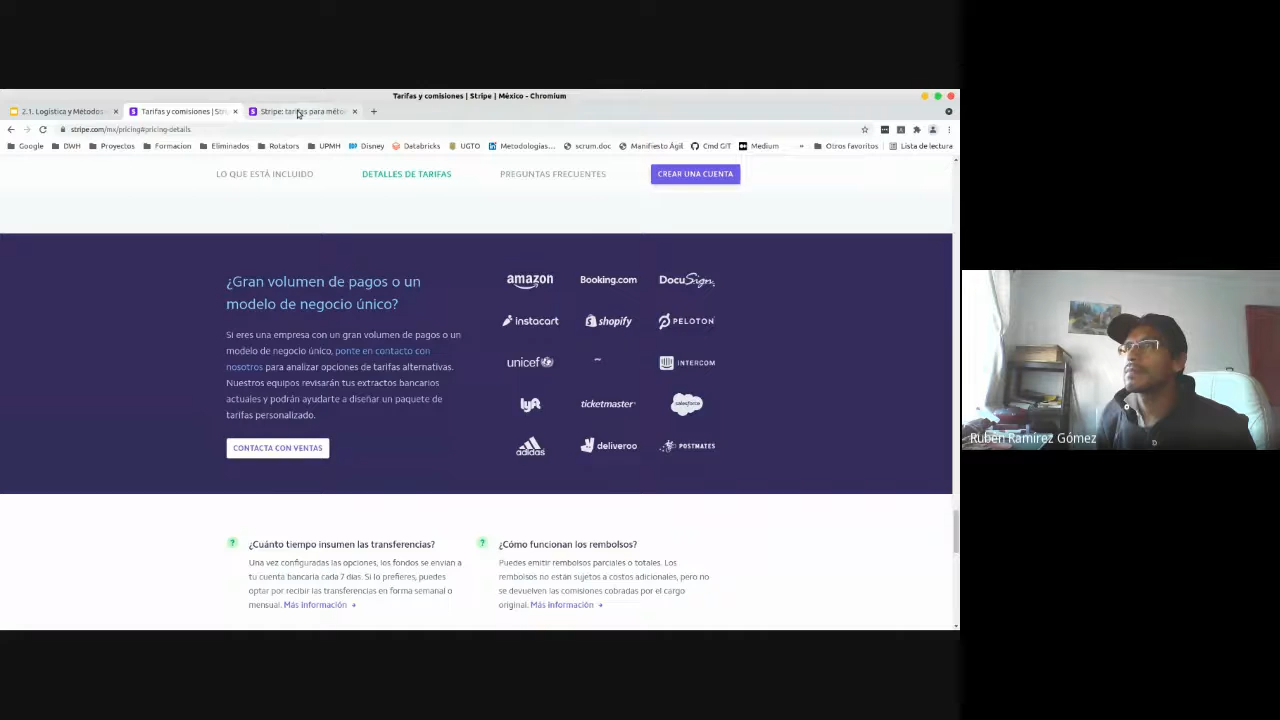 Tarifas y comisiones | Stripe | México - Chromium
2.1. Logística y Métodos
Tarifas y comisiones | Str
Stripe: tarifas para méto
stripe.com/mx/pricing#pricing-details
Google
DWH
Proyectos
Formacion
Eliminados
Rotators
UPMH
Disney
Databricks
UGTO
Metodologías...
scrum.doc
Manifiesto Ágil
Cmd GIT
Medium
»
Otros favoritos
Lista de lectura
LO QUE ESTÁ INCLUIDO
DETALLES DE TARIFAS
PREGUNTAS FRECUENTES
CREAR UNA CUENTA
¿Gran volumen de pagos o un
modelo de negocio único?
Si eres una empresa con un gran volumen de pagos o un
modelo de negocio único, ponte en contacto con
nosotros para analizar opciones de tarifas alternativas.
Nuestros equipos revisarán tus extractos bancarios
actuales y podrán ayudarte a diseñar un paquete de
tarifas personalizado.
CONTACTA CON VENTAS
amazon
Booking.com
DocuSign
instacart
shopify
PELOTON
unicef
INTERCOM
lyft
ticketmaster
salesforce
adidas
deliveroo
POSTMATES
? ¿Cuánto tiempo insumen las transferencias?
Una vez configuradas las opciones, los fondos se envían a
tu cuenta bancaria cada 7 días. Si lo prefieres, puedes
optar por recibir las transferencias en forma semanal o
mensual. Más información
? ¿Cómo funcionan los rembolsos?
Puedes emitir rembolsos parciales o totales. Los
rembolsos no están sujetos a costos adicionales, pero no
se devuelven las comisiones cobradas por el cargo
original. Más información
Ruben Ramírez Gómez